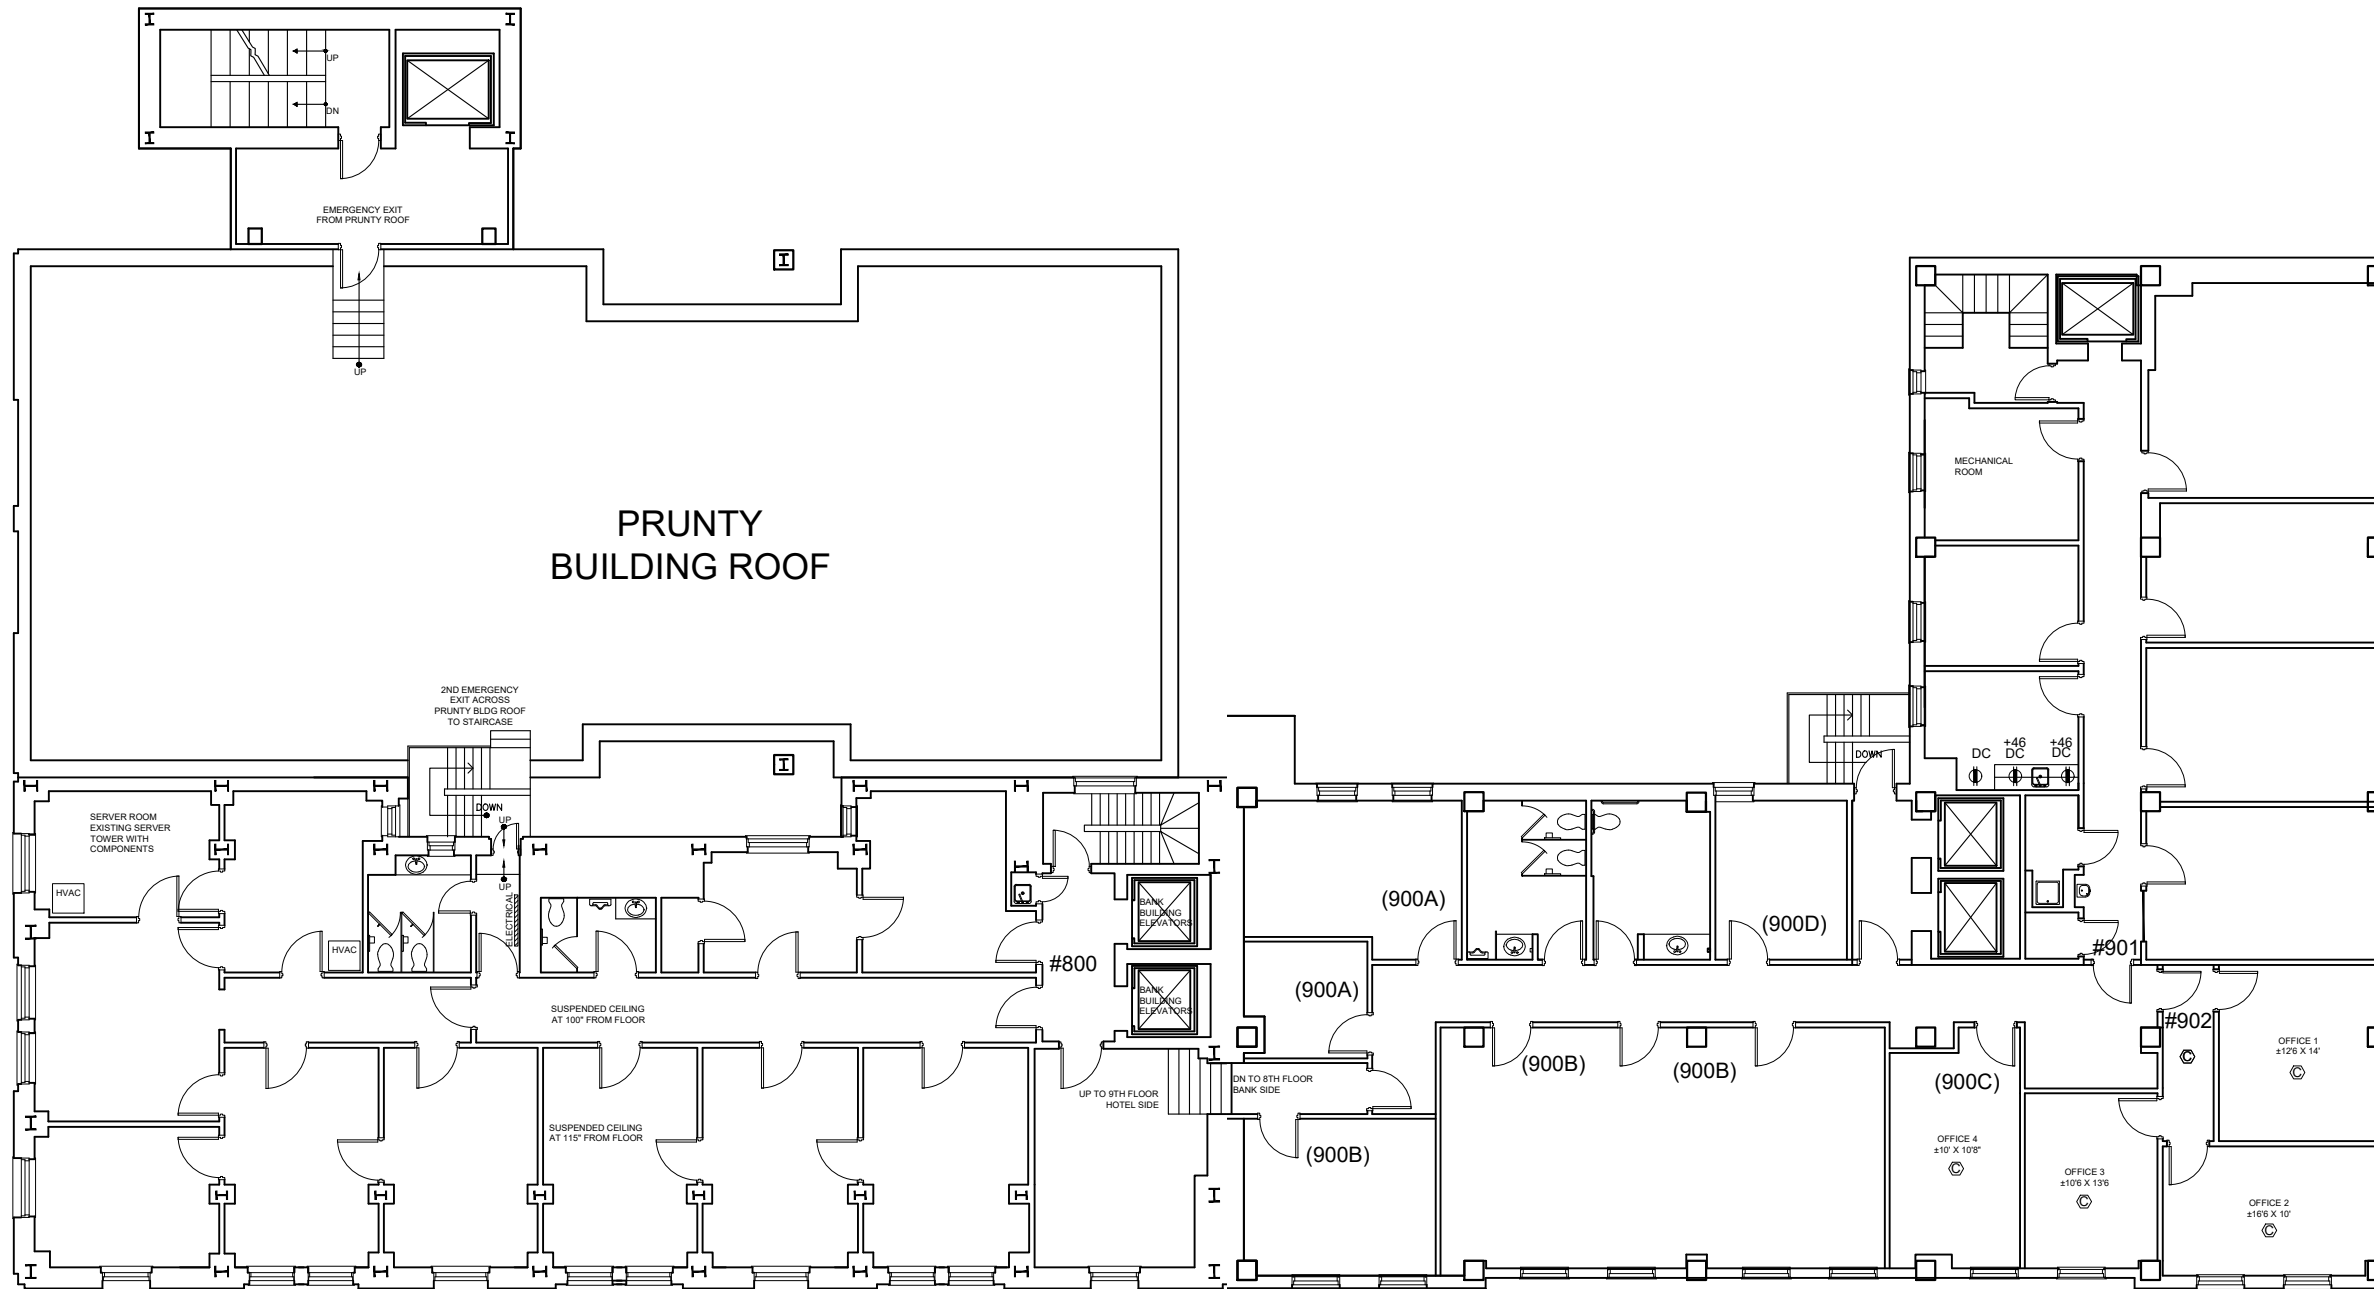 UP
DN
EMERGENCY EXIT
FROM PRUNTY ROOF
UP
PRUNTY
BUILDING ROOF
2ND EMERGENCY
EXIT ACROSS
PRUNTY BLDG ROOF
TO STAIRCASE
DOWN
UP
UP
ELECTRICAL
SERVER ROOM
EXISTING SERVER
TOWER WITH
COMPONENTS
HVAC
HVAC
SUSPENDED CEILING
AT 100" FROM FLOOR
SUSPENDED CEILING
AT 115" FROM FLOOR
#800
BANK
BUILDING
ELEVATORS
BANK
BUILDING
ELEVATORS
UP TO 9TH FLOOR
HOTEL SIDE
DN TO 8TH FLOOR
BANK SIDE
(900A)
(900A)
(900B)
(900B)
(900B)
(900D)
(900C)
DOWN
MECHANICAL
ROOM
DC
+46
DC
+46
DC
#901
#902
C
OFFICE 1
±12'6 X 14'
C
OFFICE 2
±16'6 X 10'
C
OFFICE 3
±10'6 X 13'6
C
OFFICE 4
±10' X 10'8"
C